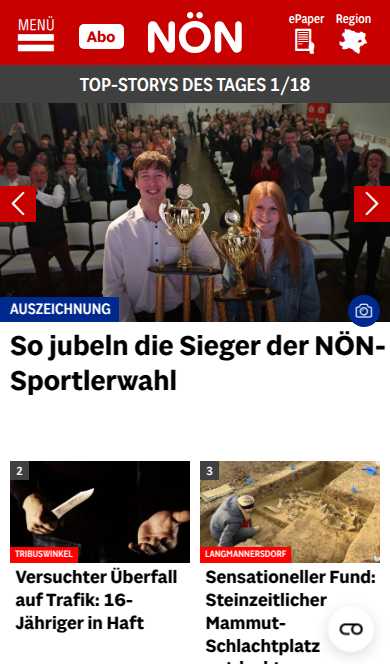 MENÜ
Abo
NÖN
ePaper
Region
TOP-STORYS DES TAGES 1/18
AUSZEICHNUNG
So jubeln die Sieger der NÖN-
Sportlerwahl
2
TRIBUSWINKEL
Versuchter Überfall
auf Trafik: 16-
Jähriger in Haft
3
LANGMANNERSDORF
Sensationeller Fund:
Steinzeitlicher
Mammut-
Schlachtplatz